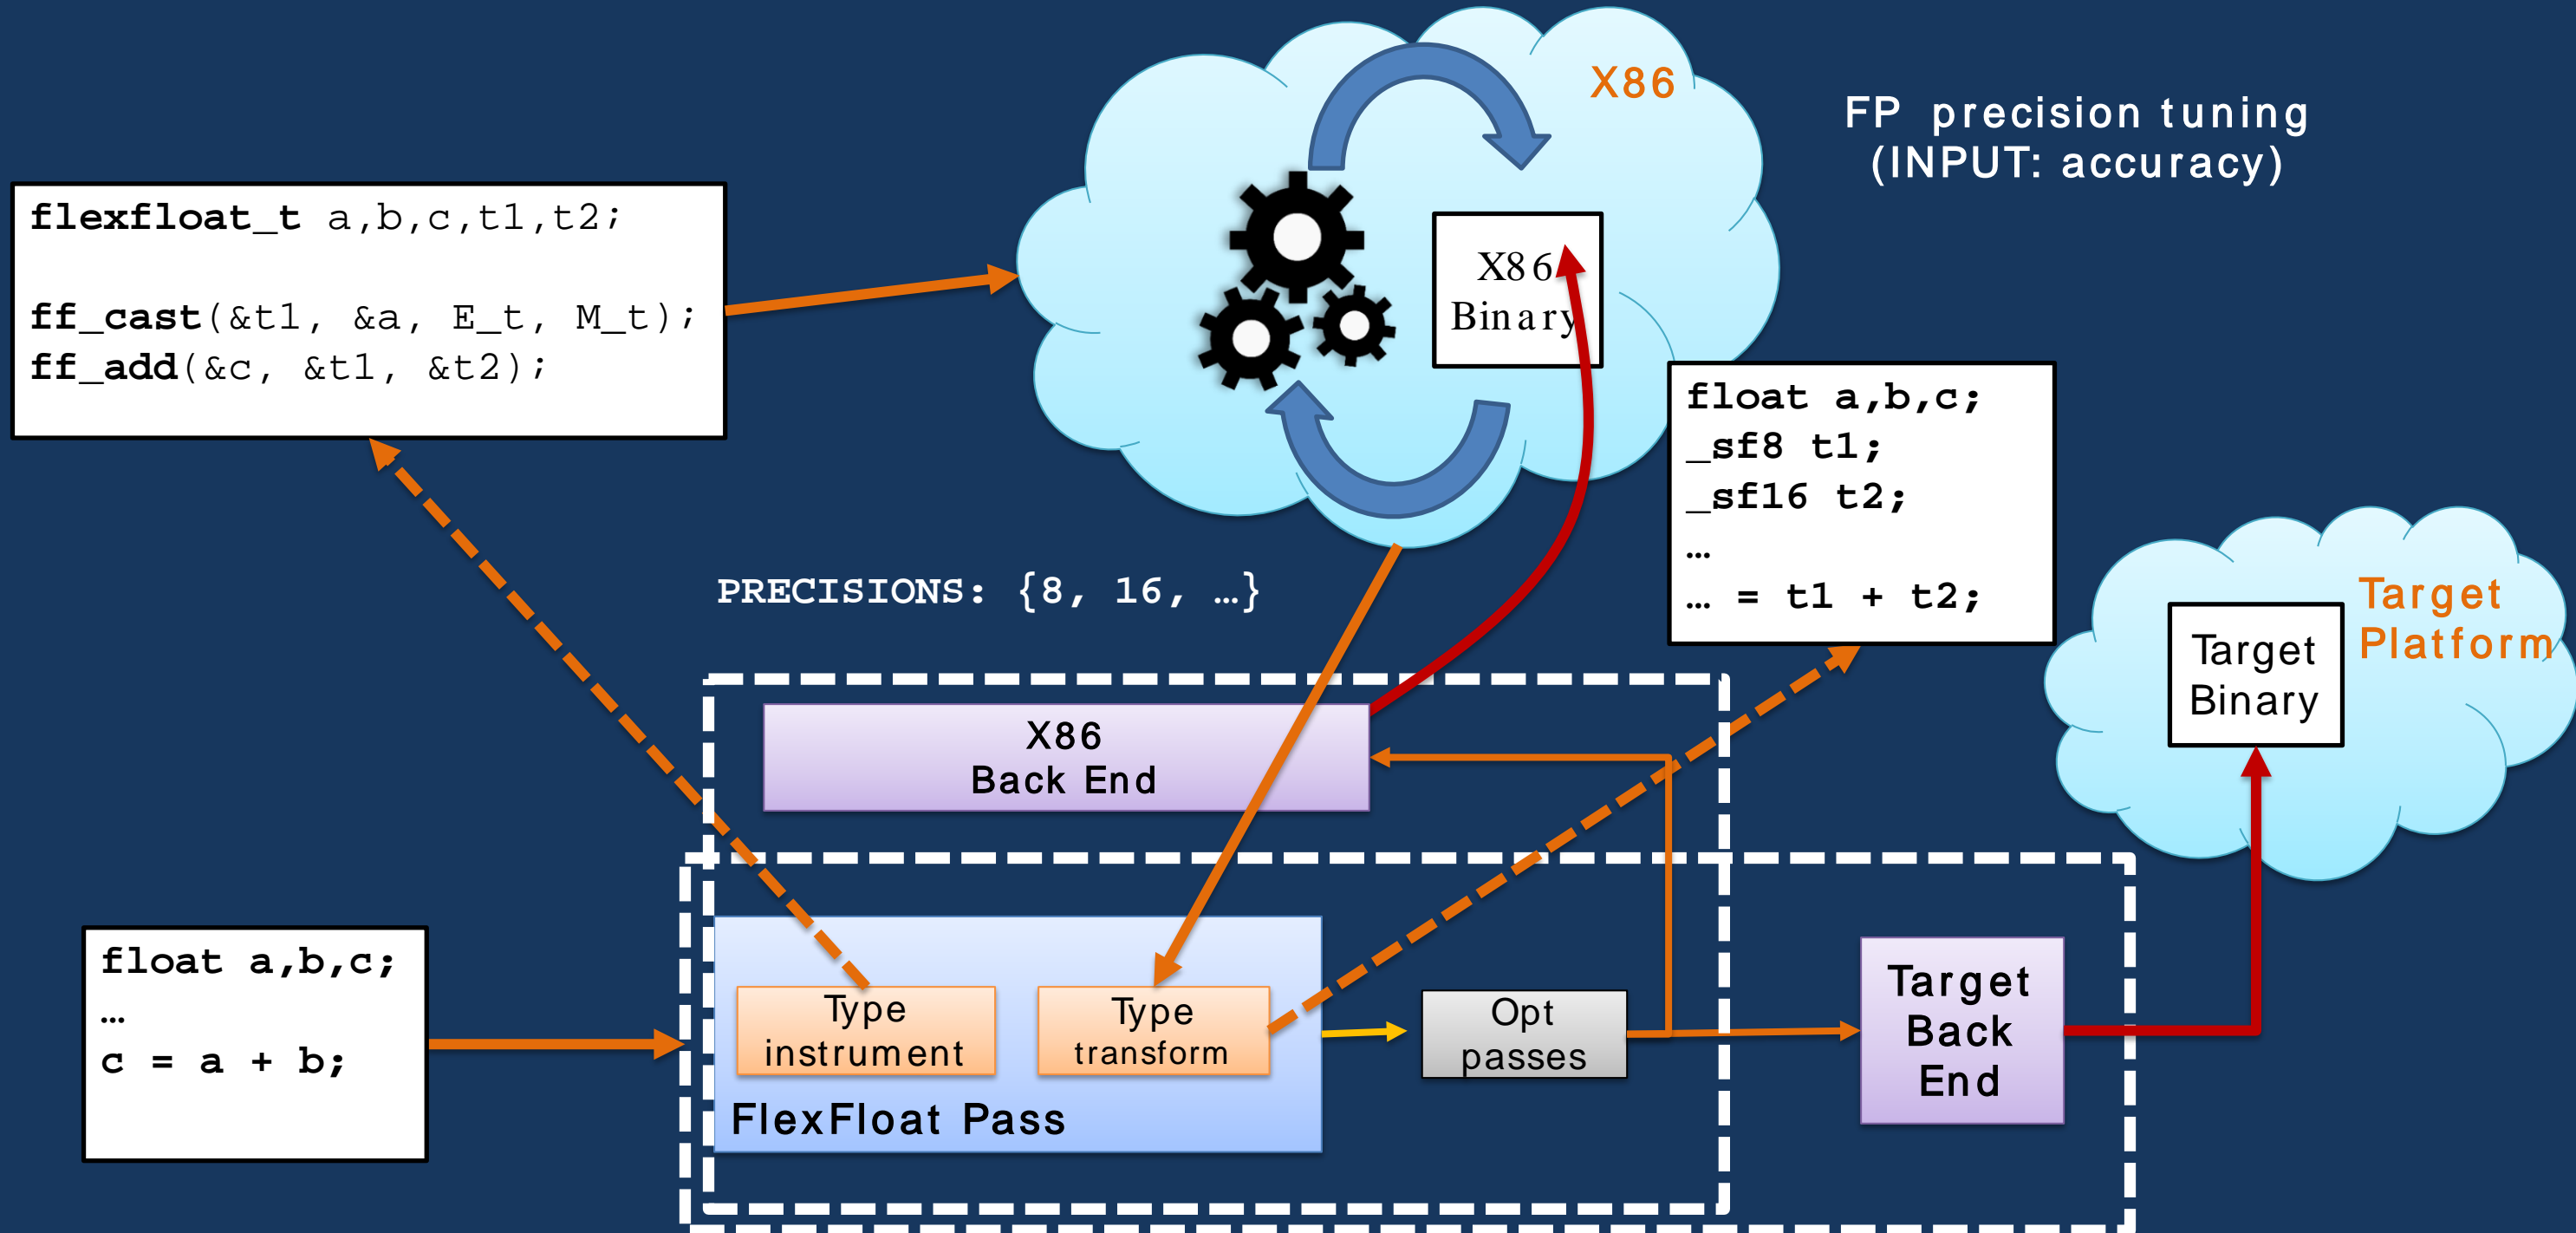 X86
FP precision tuning
(INPUT: accuracy)
flexfloat_t a,b,c,t1,t2;
ff_cast(&t1, &a, E_t, M_t);
ff_add(&c, &t1, &t2);
X86
Binary
float a,b,c;
_sf8 t1;
_sf16 t2;
…
… = t1 + t2;
PRECISIONS: {8, 16, …}
Target
Platform
Target
Binary
X86
Back End
float a,b,c;
…
c = a + b;
Type
instrument
Type
transform
FlexFloat Pass
Opt
passes
Target
Back
End